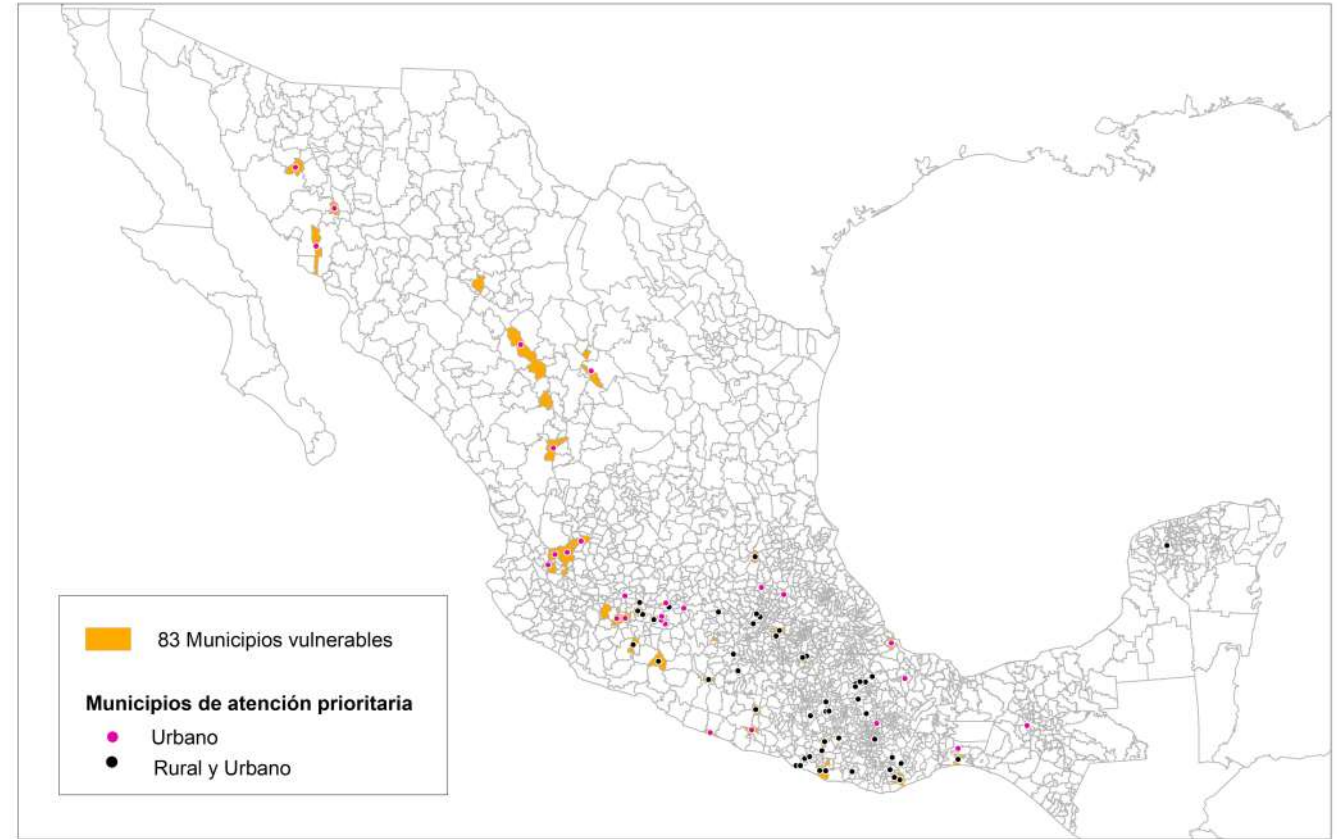 83 Municipios vulnerables
Municipios de atención prioritaria
Urbano
Rural y Urbano